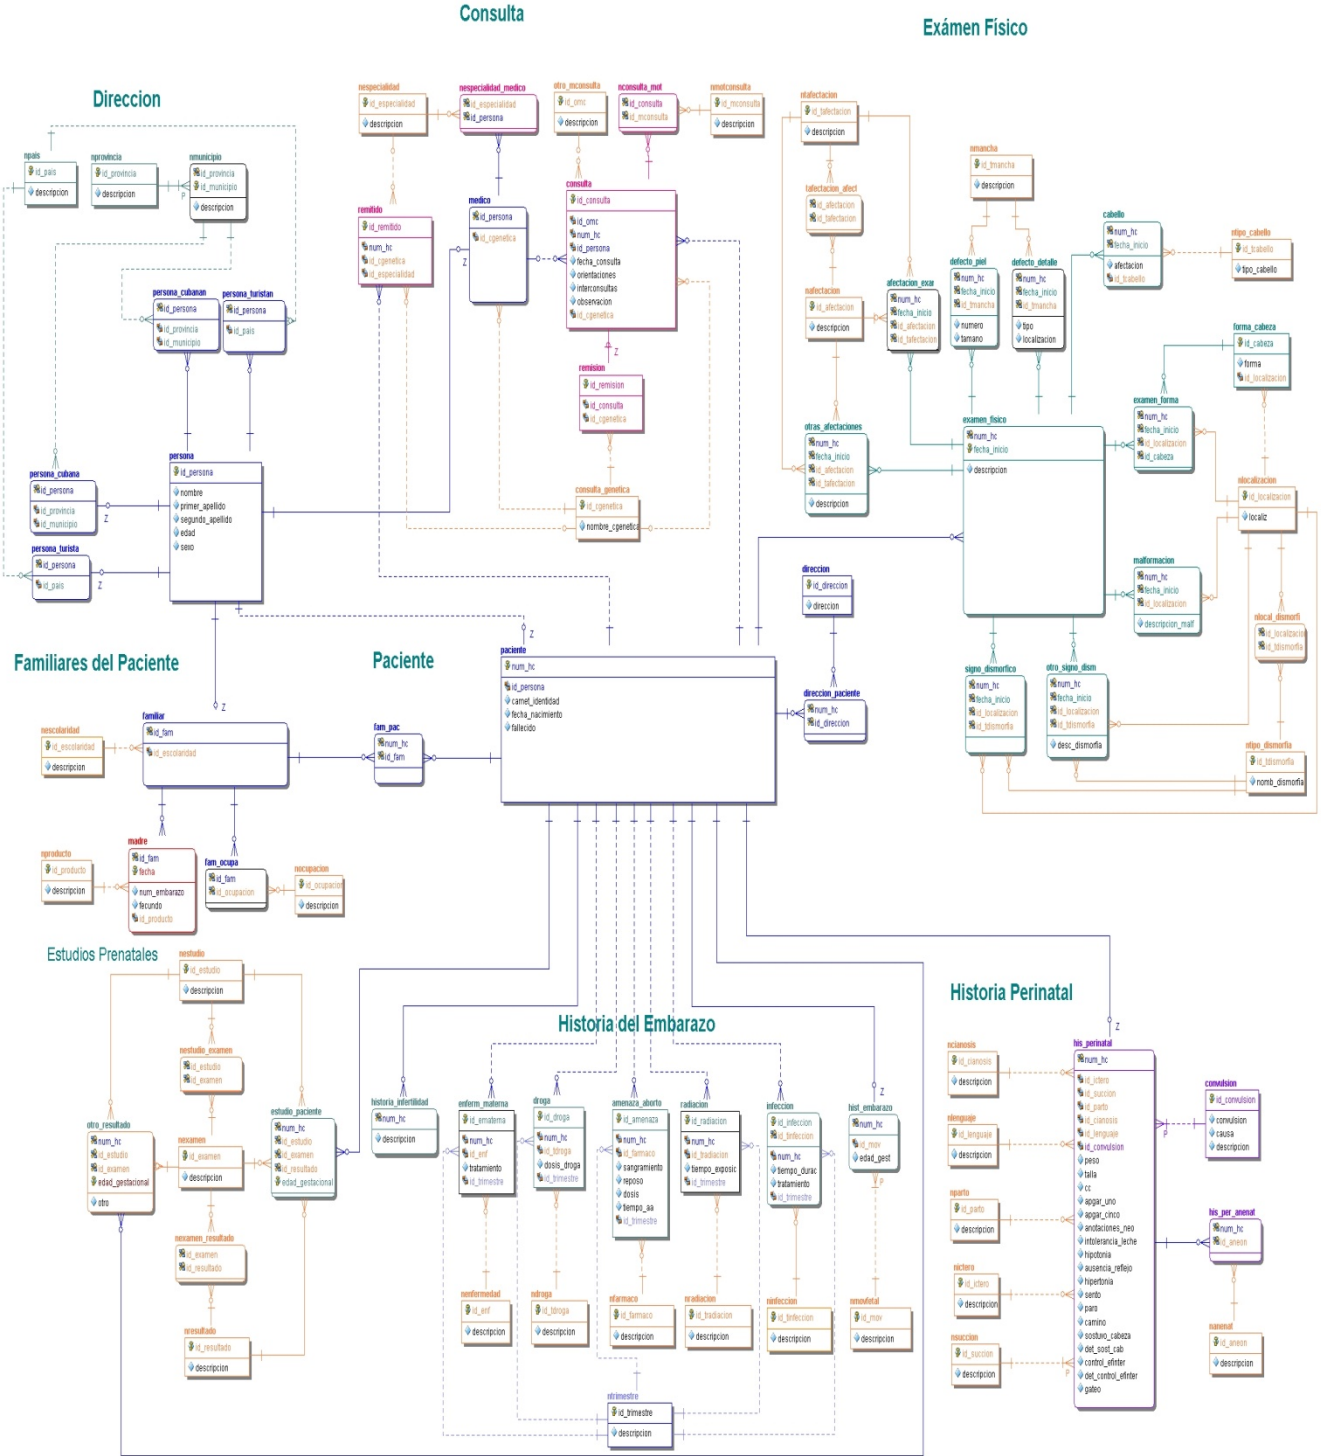 Consulta
Exámen Físico
Direccion
nespecialidad
id_especialidad
descripcion
nespecialidad_medico
id_especialidad
id_persona
otro_mconsulta
id_omc
descripcion
nconsulta_mot
id_consulta
id_mconsulta
nmotconsulta
id_mconsulta
descripcion
ntafectacion
id_tafectacion
descripcion
nmancha
id_tmancha
descripcion
npais
id_pais
descripcion
nprovincia
id_provincia
descripcion
nmunicipio
id_provincia
id_municipio
descripcion
P
remitido
id_remitido
num_hc
id_cgenetica
id_especialidad
medico
id_persona
id_cgenetica
Z
consulta
id_consulta
id_omc
num_hc
id_persona
fecha_consulta
orientaciones
interconsultas
observacion
id_cgenetica
Z
tafectacion_afect
id_afectacion
id_tafectacion
cabello
num_hc
fecha_inicio
afectacion
id_tcabello
ntipo_cabello
id_tcabello
tipo_cabello
persona_cubanan
id_persona
id_provincia
id_municipio
persona_turistan
id_persona
id_pais
nafectacion
id_afectacion
descripcion
afectacion_exar
num_hc
fecha_inicio
id_afectacion
id_tafectacion
defecto_piel
num_hc
fecha_inicio
id_tmancha
numero
tamano
defecto_detalle
num_hc
fecha_inicio
id_tmancha
tipo
localizacion
forma_cabeza
id_cabeza
forma
id_localizacion
remision
id_remision
id_consulta
id_cgenetica
examen_forma
num_hc
fecha_inicio
id_localizacion
id_cabeza
otras_afectaciones
num_hc
fecha_inicio
id_afectacion
id_tafectacion
descripcion
examen_fisico
num_hc
fecha_inicio
descripcion
persona
id_persona
nombre
primer_apellido
segundo_apellido
edad
sexo
persona_cubana
id_persona
id_provincia
id_municipio
Z
persona_turista
id_persona
id_pais
Z
consulta_genetica
id_cgenetica
nombre_cgenetica
nlocalizacion
id_localizacion
localiz
malformacion
num_hc
fecha_inicio
id_localizacion
descripcion_malf
direccion
id_direccion
direccion
nlocal_dismorfi
id_localizacion
id_tdismorfia
Familiares del Paciente
Paciente
Z
Z
paciente
num_hc
id_persona
carnet_identidad
fecha_nacimiento
fallecido
direccion_paciente
num_hc
id_direccion
signo_dismorfico
num_hc
fecha_inicio
id_localizacion
id_tdismorfia
otro_signo_dism
num_hc
fecha_inicio
id_localizacion
id_tdismorfia
desc_dismorfia
ntipo_dismorfia
id_tdismorfia
nomb_dismorfia
nescolaridad
id_escolaridad
descripcion
familiar
id_fam
id_escolaridad
fam_pac
num_hc
id_fam
nproducto
id_producto
descripcion
madre
id_fam
fecha
num_embarazo
fecundo
id_producto
fam_ocupa
id_fam
id_ocupacion
nocupacion
id_ocupacion
descripcion
Estudios Prenatales
nestudio
id_estudio
descripcion
nestudio_examen
id_estudio
id_examen
otro_resultado
num_hc
id_estudio
id_examen
edad_gestacional
otro
nexamen
id_examen
descripcion
estudio_paciente
num_hc
id_estudio
id_examen
id_resultado
edad_gestacional
nexamen_resultado
id_examen
id_resultado
nresultado
id_resultado
descripcion
Historia del Embarazo
historia_infertilidad
num_hc
descripcion
enferm_materna
id_ematerna
num_hc
id_enf
tratamiento
id_trimestre
droga
id_droga
num_hc
id_tdroga
dosis_droga
id_trimestre
amenaza_aborto
id_amenaza
num_hc
id_farmaco
sangramiento
reposo
dosis
tiempo_aa
id_trimestre
radiacion
id_radiacion
num_hc
id_tradiacion
tiempo_exposic
id_trimestre
infeccion
id_infeccion
id_tinfeccion
num_hc
tiempo_durac
tratamiento
id_trimestre
Z
hist_embarazo
num_hc
id_mov
edad_gest
P
nenfermedad
id_enf
descripcion
ndroga
id_tdroga
descripcion
nfarmaco
id_farmaco
descripcion
nradiacion
id_tradiacion
descripcion
ninfeccion
id_tinfeccion
descripcion
nmovfetal
id_mov
descripcion
ntrimestre
id_trimestre
descripcion
Historia Perinatal
Z
ncianosis
id_cianosis
descripcion
nlenguaje
id_lenguaje
descripcion
nparto
id_parto
descripcion
nictero
id_ictero
descripcion
nsuccion
id_succion
descripcion
P
his_perinatal
num_hc
id_ictero
id_succion
id_parto
id_cianosis
id_lenguaje
id_convulsion
peso
talla
cc
apgar_uno
apgar_cinco
anotaciones_neo
intolerancia_leche
hipotonia
ausencia_reflejo
hipertonia
sento
paro
camino
sostuvo_cabeza
det_sost_cab
control_efinter
det_control_efinter
gateo
P
convulsion
id_convulsion
convulsion
causa
descripcion
his_per_anenat
num_hc
id_aneon
nanenat
id_aneon
descripcion